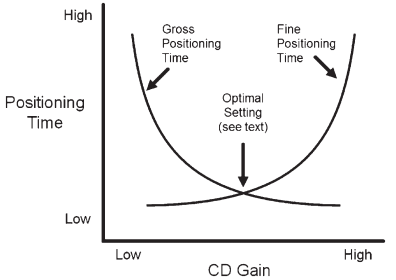 High
Gross
Positioning
Time
Fine
Positioning
Time
Positioning
Time
Optimal
Setting
(see text)
Low
Low
High
CD Gain